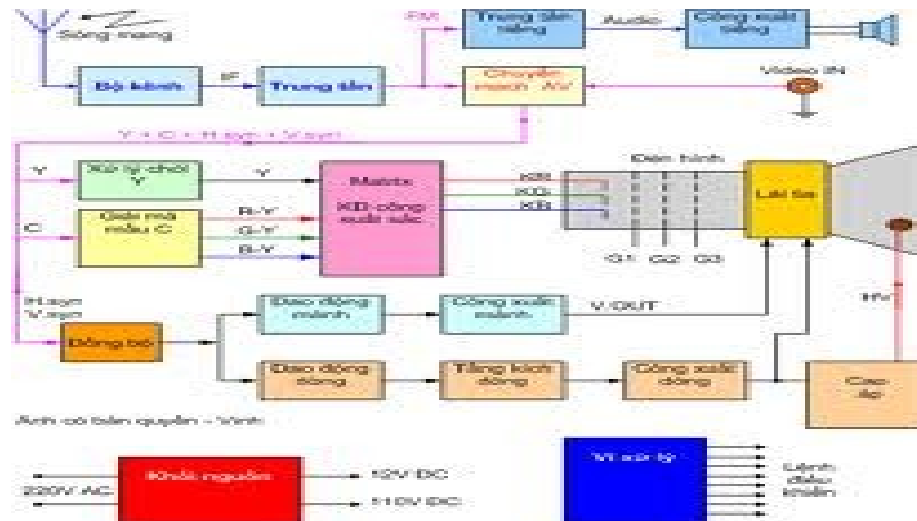 FM
Trung tần
tiếng
Audio
Công xuất
tiếng
Sóng mang
Bộ kênh
IF
Trung tần
Chuyển
mạch AV
Video IN
Y + C + H.syn + V.syn
Y
Xử lý chói
Y
Y
Matrix
XĐ công
xuất sắc
KR
KG
KB
Đèn hình
Lái tia
C
Giải mã
mầu C
R-Y
G-Y
B-Y
G1
G2
G3
HV
H.syn
V.syn
Đồng bộ
Dao động
mành
Công xuất
mành
V.OUT
Dao động
dòng
Tầng kích
dòng
Công xuất
dòng
Cao
áp
Ảnh có bản quyền - Vinh
220V AC
Khối nguồn
12V DC
110V DC
Vi xử lý
Lệnh
điều
khiển